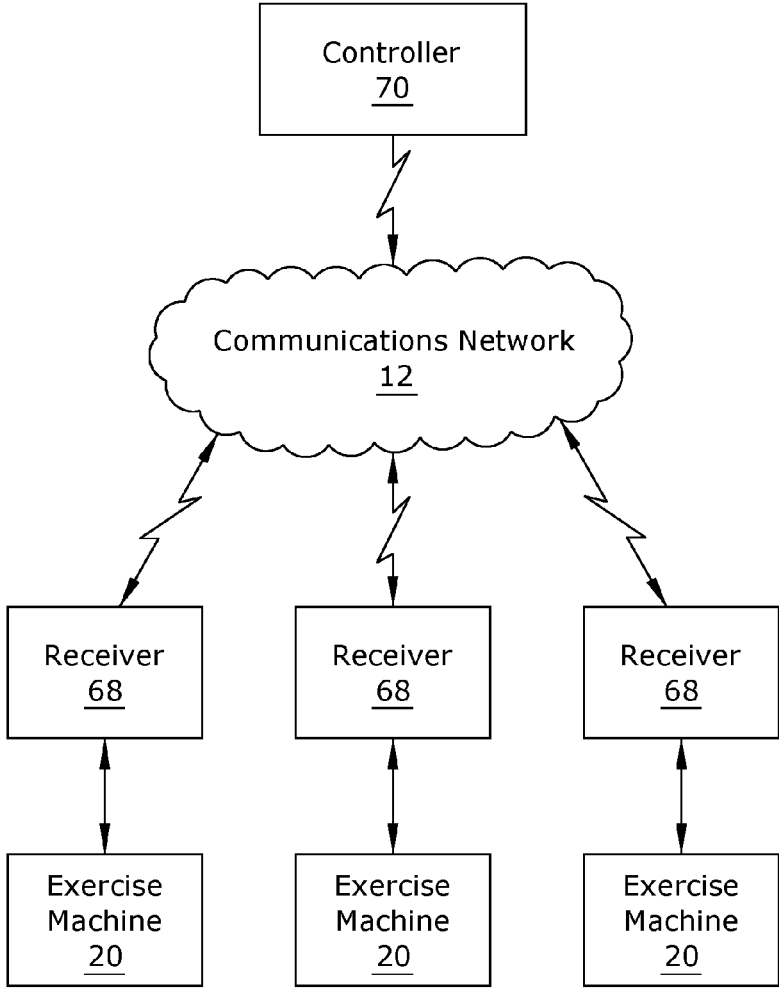 Controller
70
Communications Network
12
Receiver
68
Receiver
68
Receiver
68
Exercise
Machine
20
Exercise
Machine
20
Exercise
Machine
20